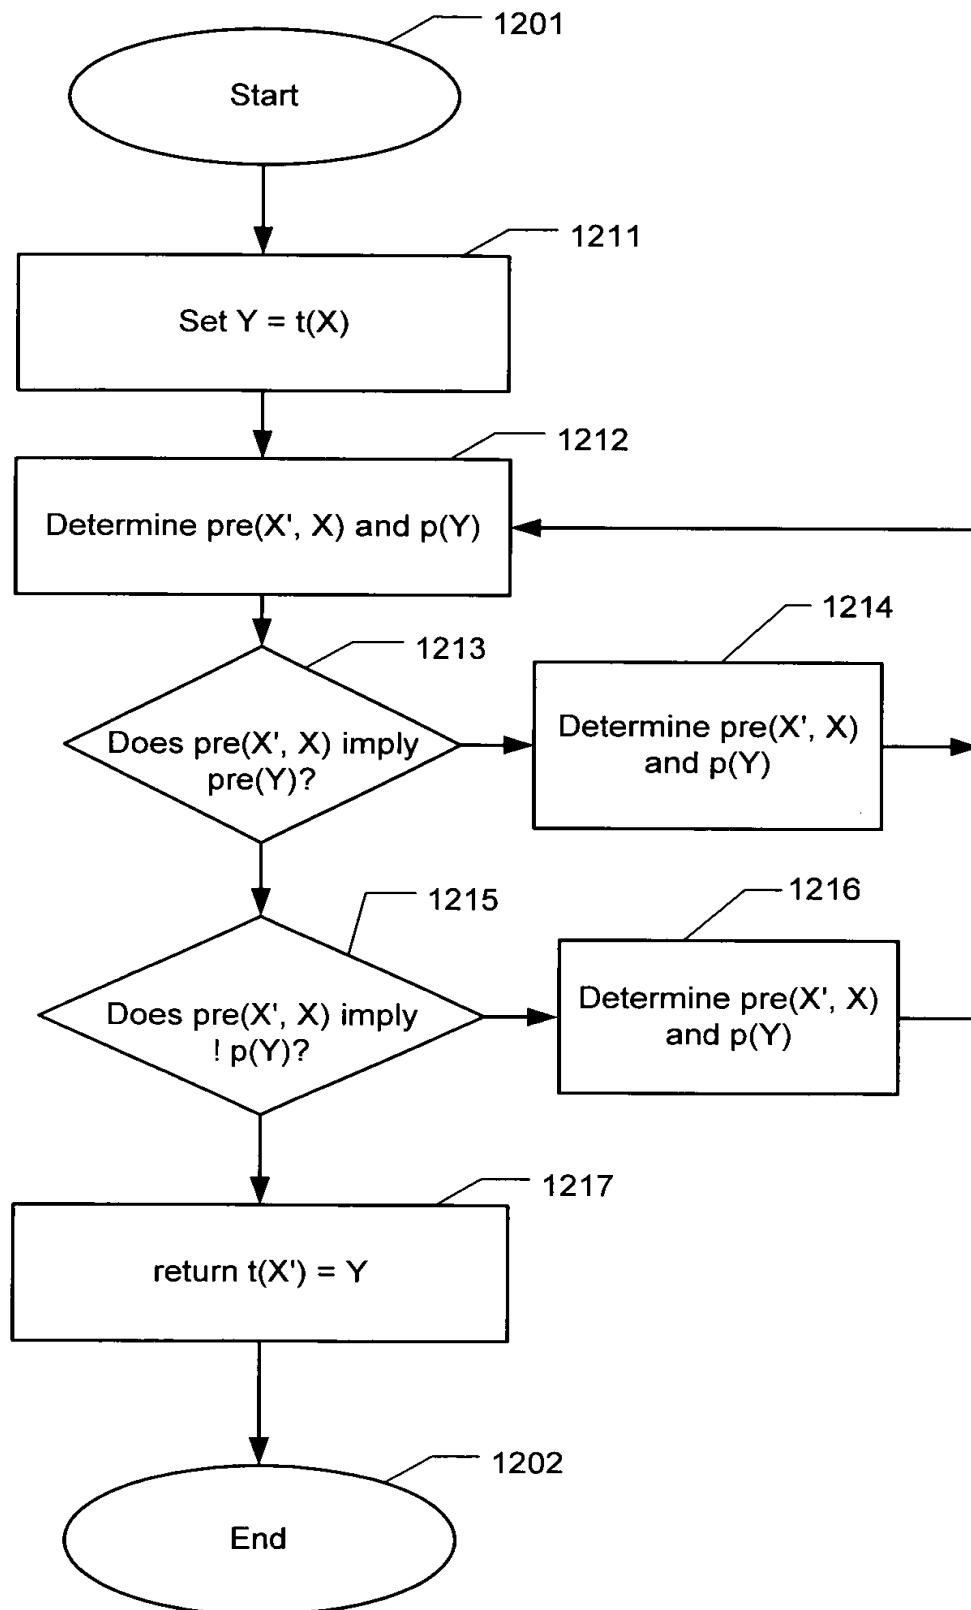 1201
Start
1211
Set Y = t(X)
1212
Determine pre(X', X) and p(Y)
1213
Does pre(X', X) imply
pre(Y)?
1214
Determine pre(X', X)
and p(Y)
1215
Does pre(X', X) imply
! p(Y)?
1216
Determine pre(X', X)
and p(Y)
1217
return t(X') = Y
1202
End